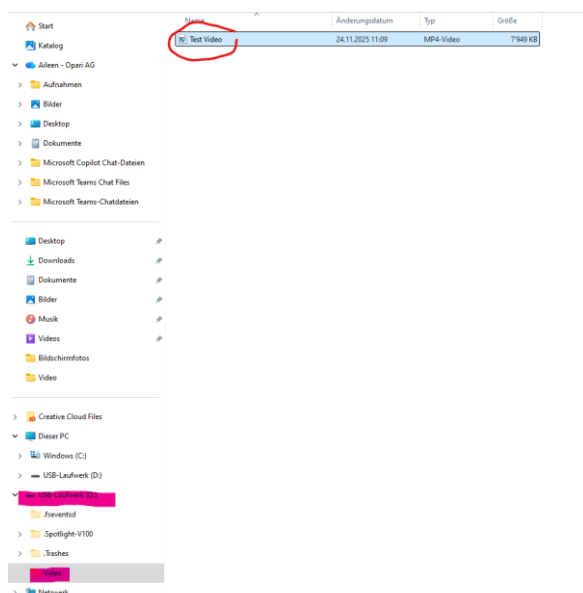 Name Änderungsdatum Typ Größe
Test Video 24.11.2025 11:09 MP4-Video 7'949 KB
Start
Katalog
Aileen - Opari AG
Aufnahmen
Bilder
Desktop
Dokumente
Microsoft Copilot Chat-Dateien
Microsoft Teams Chat Files
Microsoft Teams-Chatdateien
Desktop
Downloads
Dokumente
Bilder
Musik
Videos
Bildschirmfotos
Video
Creative Cloud Files
Dieser PC
Windows (C:)
USB-Laufwerk (D:)
USB-Laufwerk (D:)
.fseventsd
.Spotlight-V100
.Trashes
Video
Netzwerk